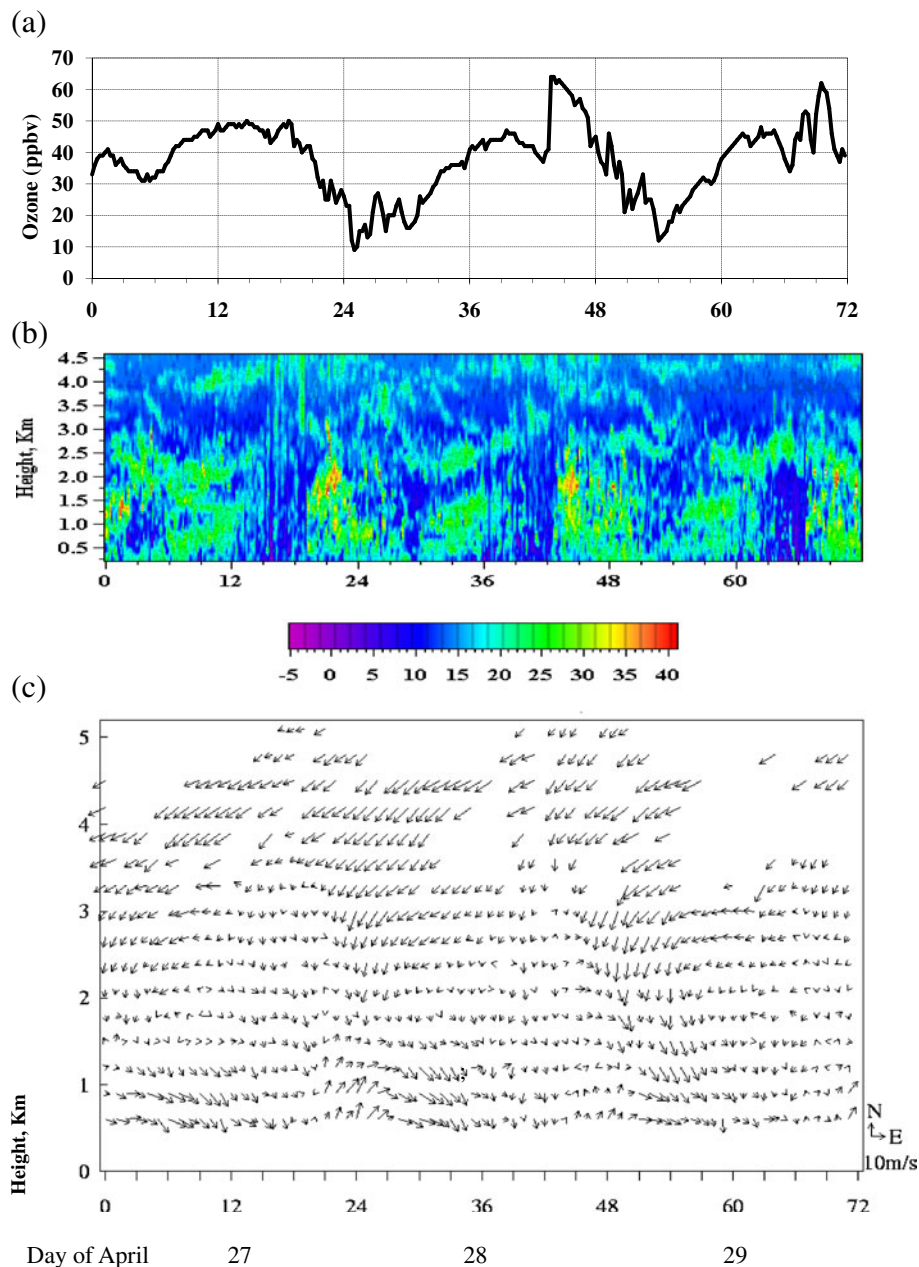 (a)
70
60
50
40
30
20
10
0
Ozone (ppbv)
0 12 24 36 48 60 72
(b)
4.5
4.0
3.5
3.0
2.5
2.0
1.5
1.0
0.5
Height, Km
0 12 24 36 48 60
-5 0 5 10 15 20 25 30 35 40
(c)
5
4
3
2
1
0
Height, Km
N
E
10m/s
0 12 24 36 48 60 72
Day of April 27 28 29